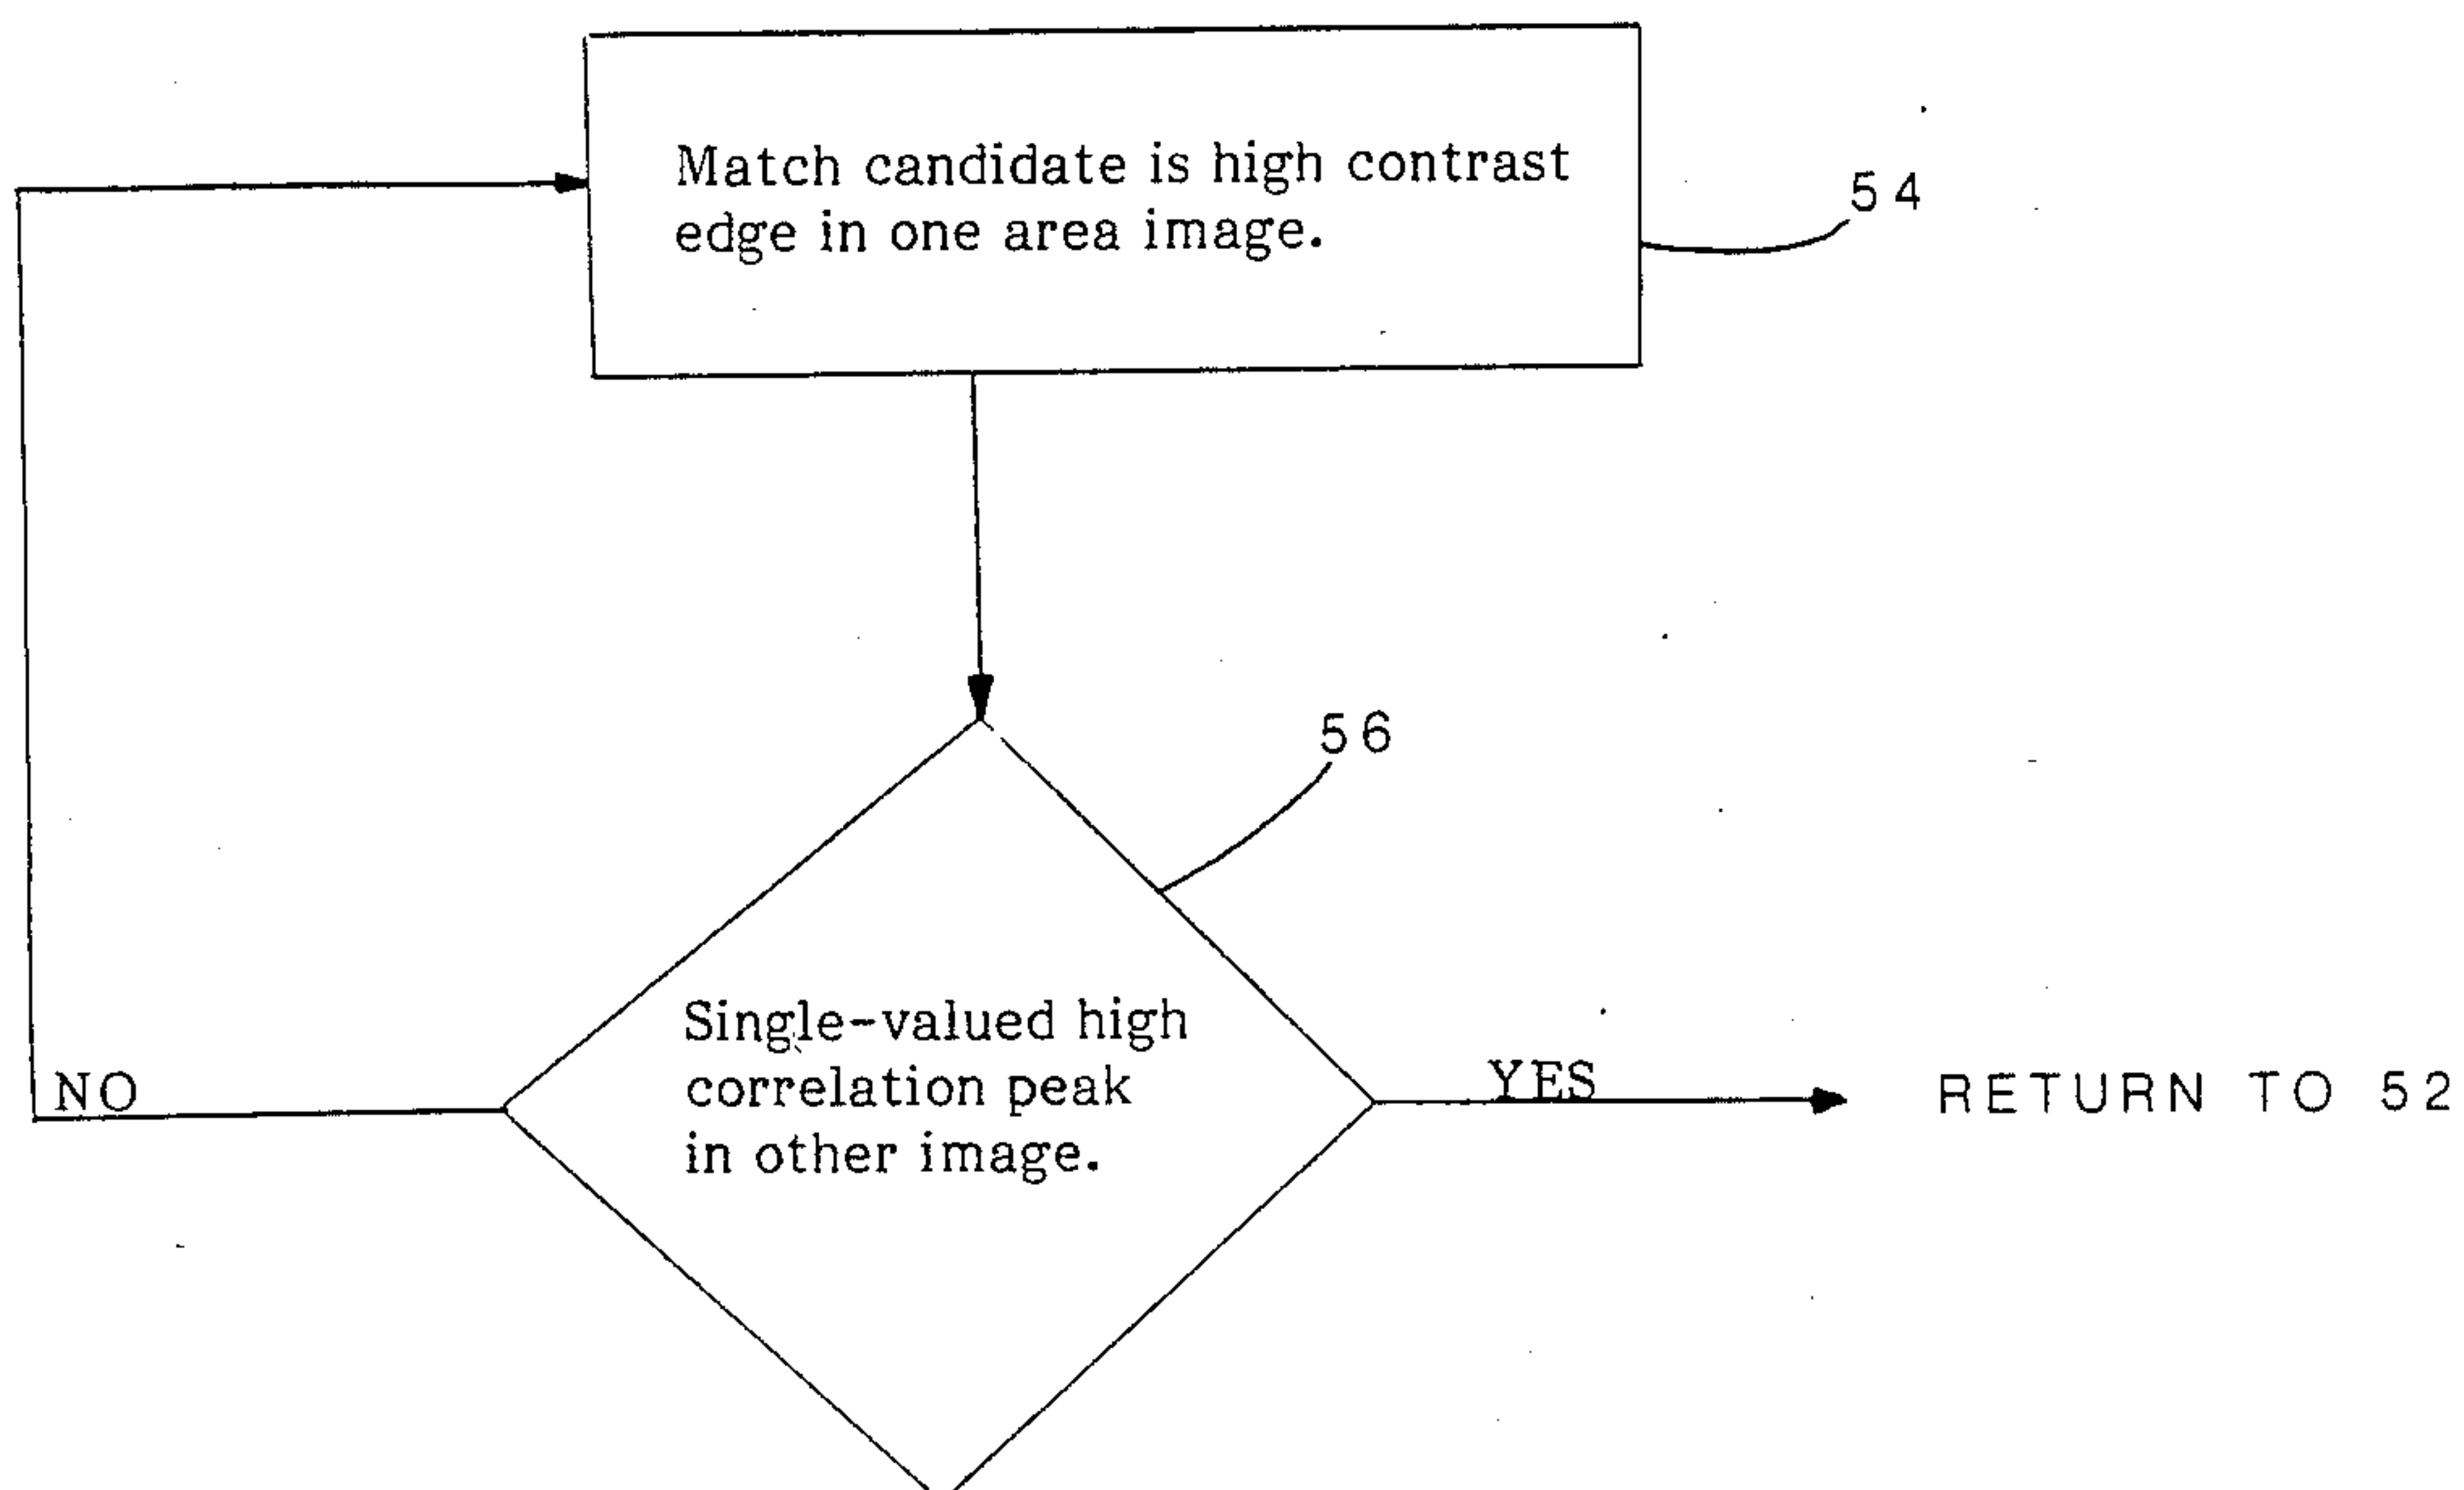 Match candidate is high contrast
edge in one area image.
54
56
Single-valued high
correlation peak
in other image.
NO
YES
RETURN TO 52